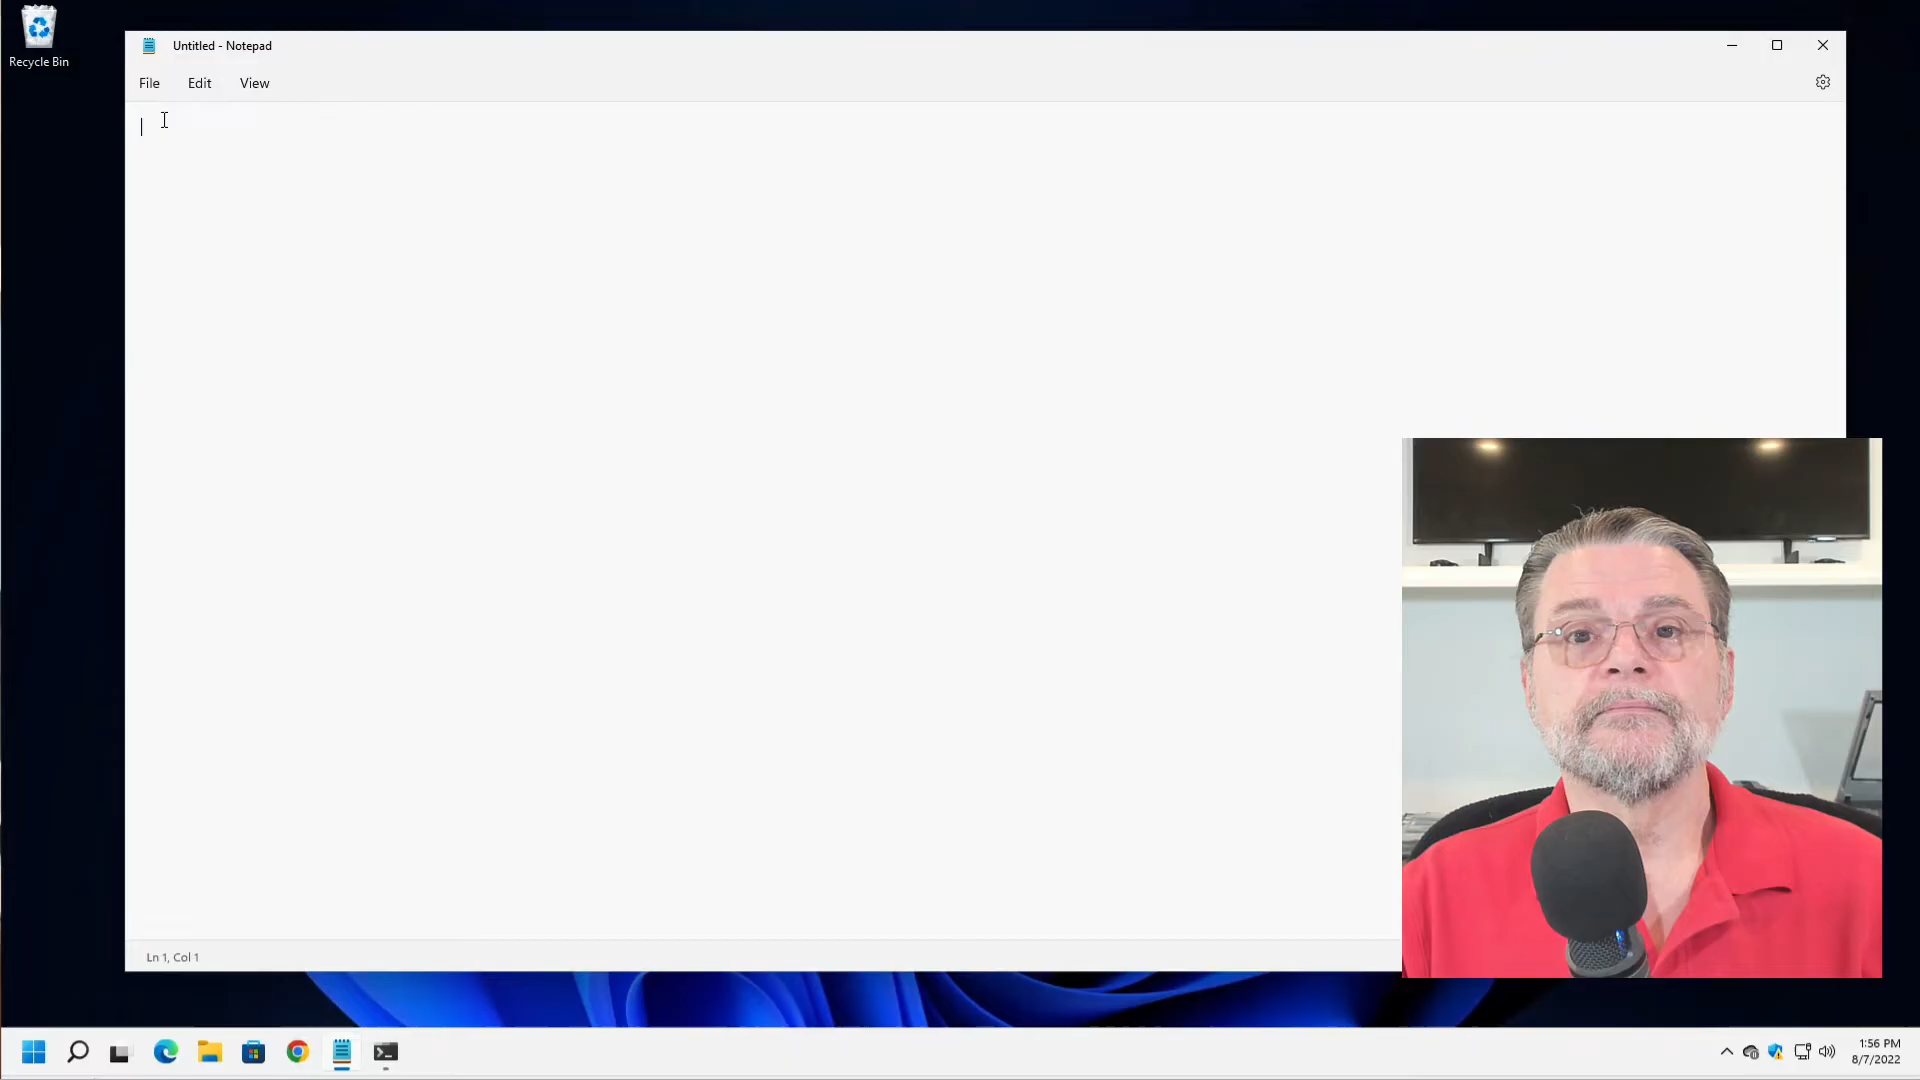 Recycle Bin
Untitled - Notepad
File Edit View
Ln 1, Col 1
1:56 PM
8/7/2022